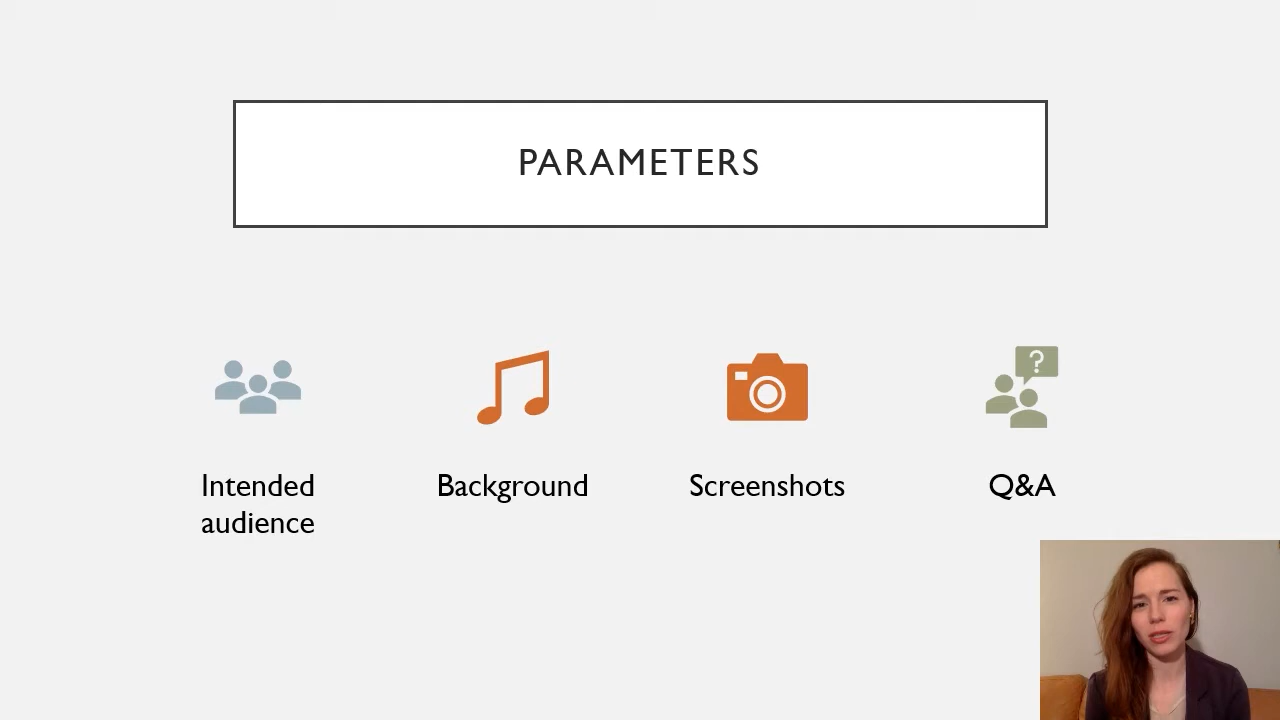 PARAMETERS
?
Intended
audience
Background
Screenshots
Q&A